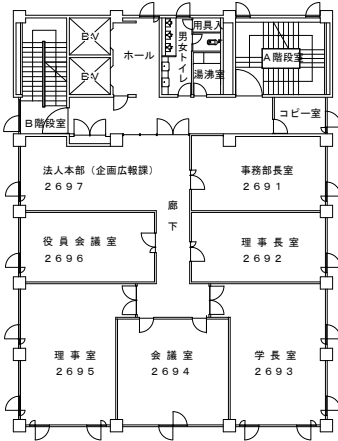 用具入
EV
ホール
男女トイレ
A階段室
EV
湯沸室
コピー室
B階段室
法人本部（企画広報課）
2697
事務部長室
2691
廊下
役員会議室
2696
理事長室
2692
理事室
2695
会議室
2694
学長室
2693